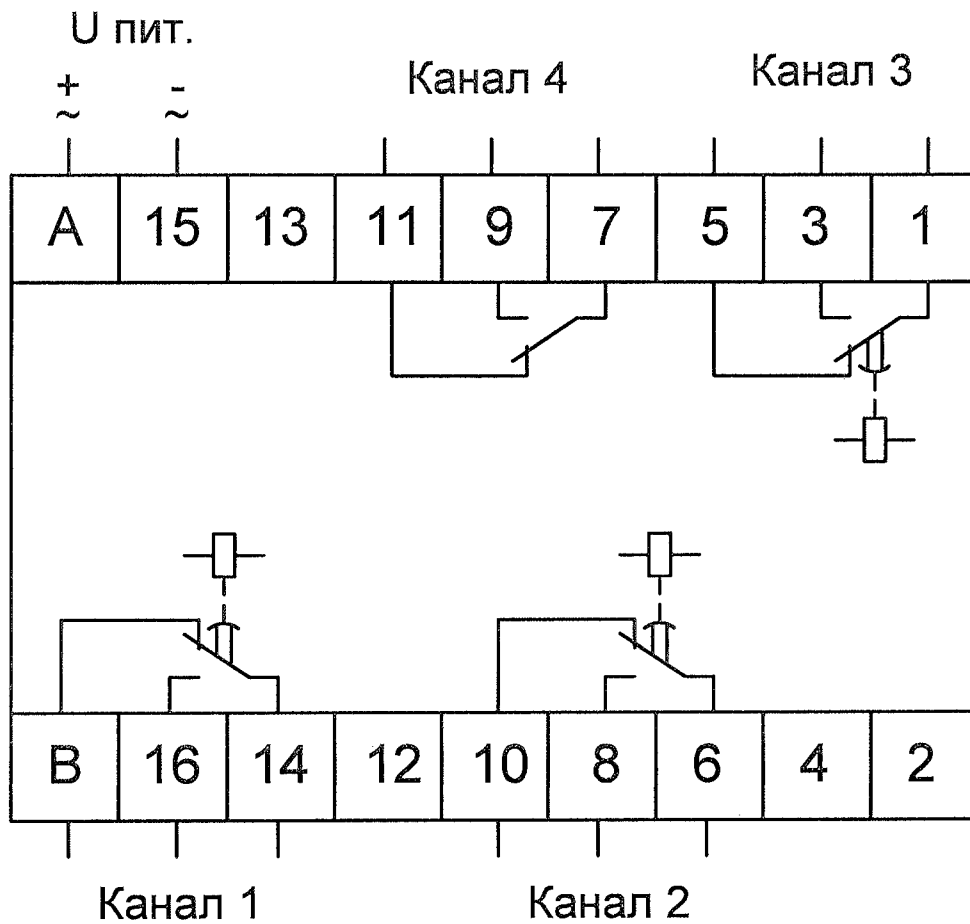 U пит.
+ -
~ ~
Канал 4 Канал 3
A 15 13 11 9 7 5 3 1
B 16 14 12 10 8 6 4 2
Канал 1 Канал 2